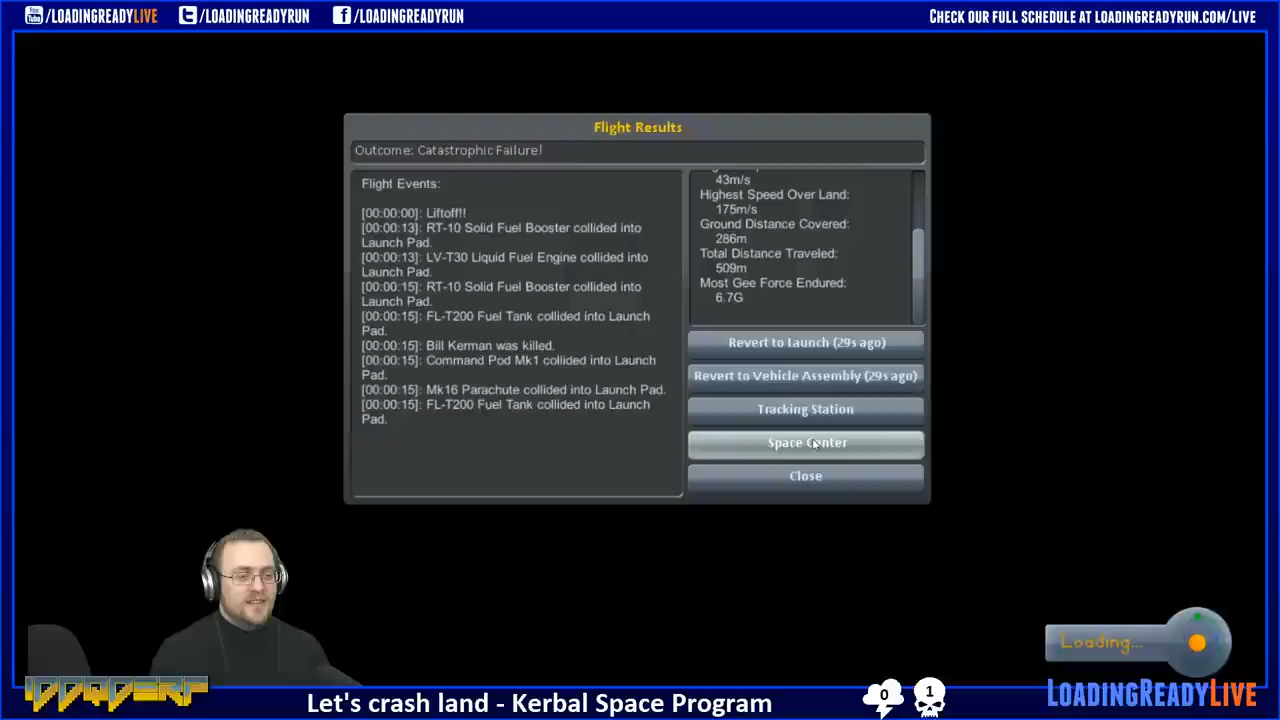 /LOADINGREADYLIVE /LOADINGREADYRUN /LOADINGREADYRUN CHECK OUR FULL SCHEDULE AT LOADINGREADYRUN.COM/LIVE
Flight Results
Outcome: Catastrophic Failure!
Flight Events:
[00:00:00]: Liftoff!!
[00:00:13]: RT-10 Solid Fuel Booster collided into
Launch Pad.
[00:00:13]: LV-T30 Liquid Fuel Engine collided into
Launch Pad.
[00:00:15]: RT-10 Solid Fuel Booster collided into
Launch Pad.
[00:00:15]: FL-T200 Fuel Tank collided into Launch
Pad.
[00:00:15]: Bill Kerman was killed.
[00:00:15]: Command Pod Mk1 collided into Launch
Pad.
[00:00:15]: Mk16 Parachute collided into Launch Pad.
[00:00:15]: FL-T200 Fuel Tank collided into Launch
Pad.
43m/s
Highest Speed Over Land:
175m/s
Ground Distance Covered:
286m
Total Distance Traveled:
509m
Most Gee Force Endured:
6.7G
Revert to Launch (29s ago)
Revert to Vehicle Assembly (29s ago)
Tracking Station
Space Center
Close
Loading...
IDDQDERP
Let's crash land - Kerbal Space Program
0
1
LOADINGREADYLIVE